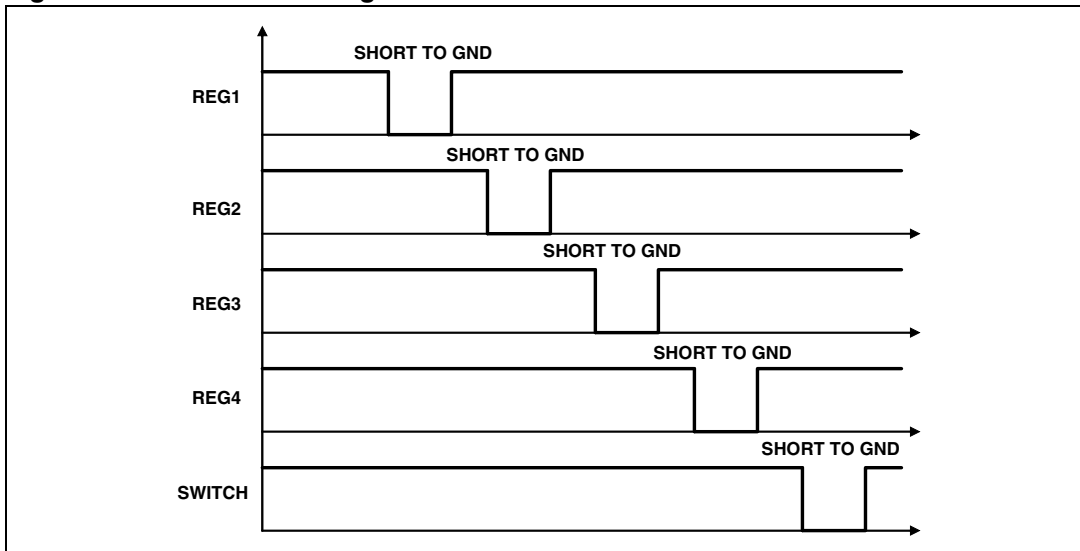 SHORT TO GND
REG1
SHORT TO GND
REG2
SHORT TO GND
REG3
SHORT TO GND
REG4
SHORT TO GND
SWITCH